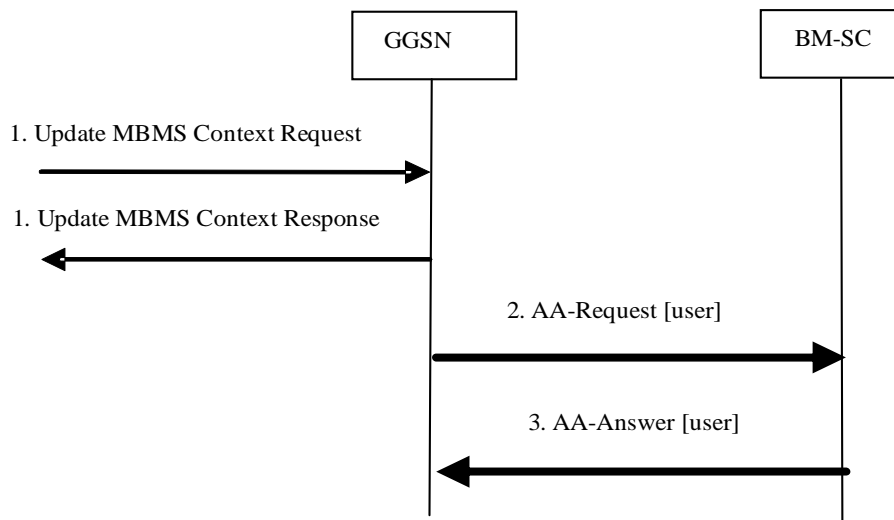 GGSN
BM-SC
1. Update MBMS Context Request
1. Update MBMS Context Response
2. AA-Request [user]
3. AA-Answer [user]